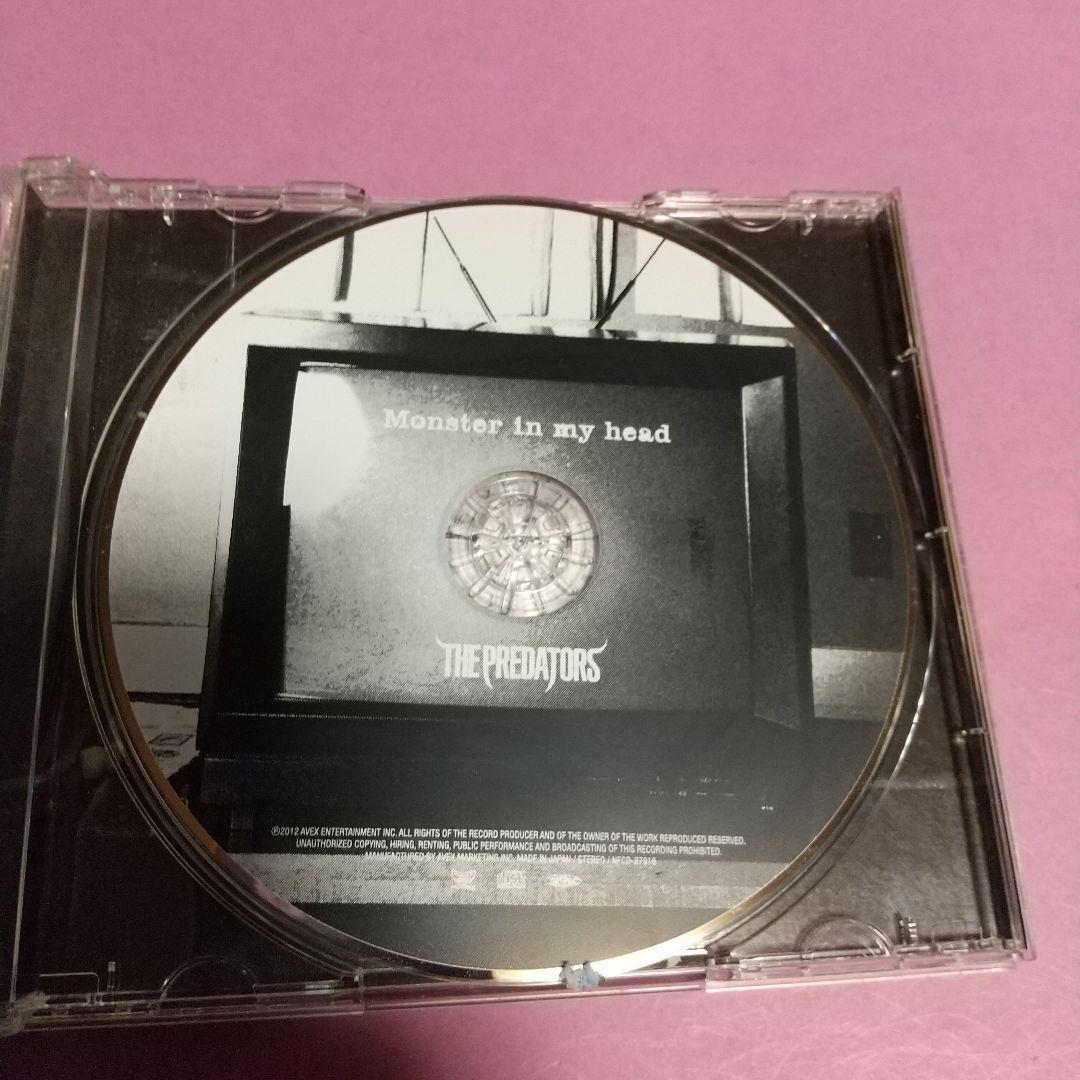 Monster in my head
THE PREDATORS
℗2012 AVEX ENTERTAINMENT INC. ALL RIGHTS OF THE RECORD PRODUCER AND OF THE OWNER OF THE WORK REPRODUCED RESERVED.
UNAUTHORIZED COPYING, HIRING, RENTING, PUBLIC PERFORMANCE AND BROADCASTING OF THIS RECORDING PROHIBITED.
MANUFACTURED BY AVEX MARKETING INC. MADE IN JAPAN / STEREO /